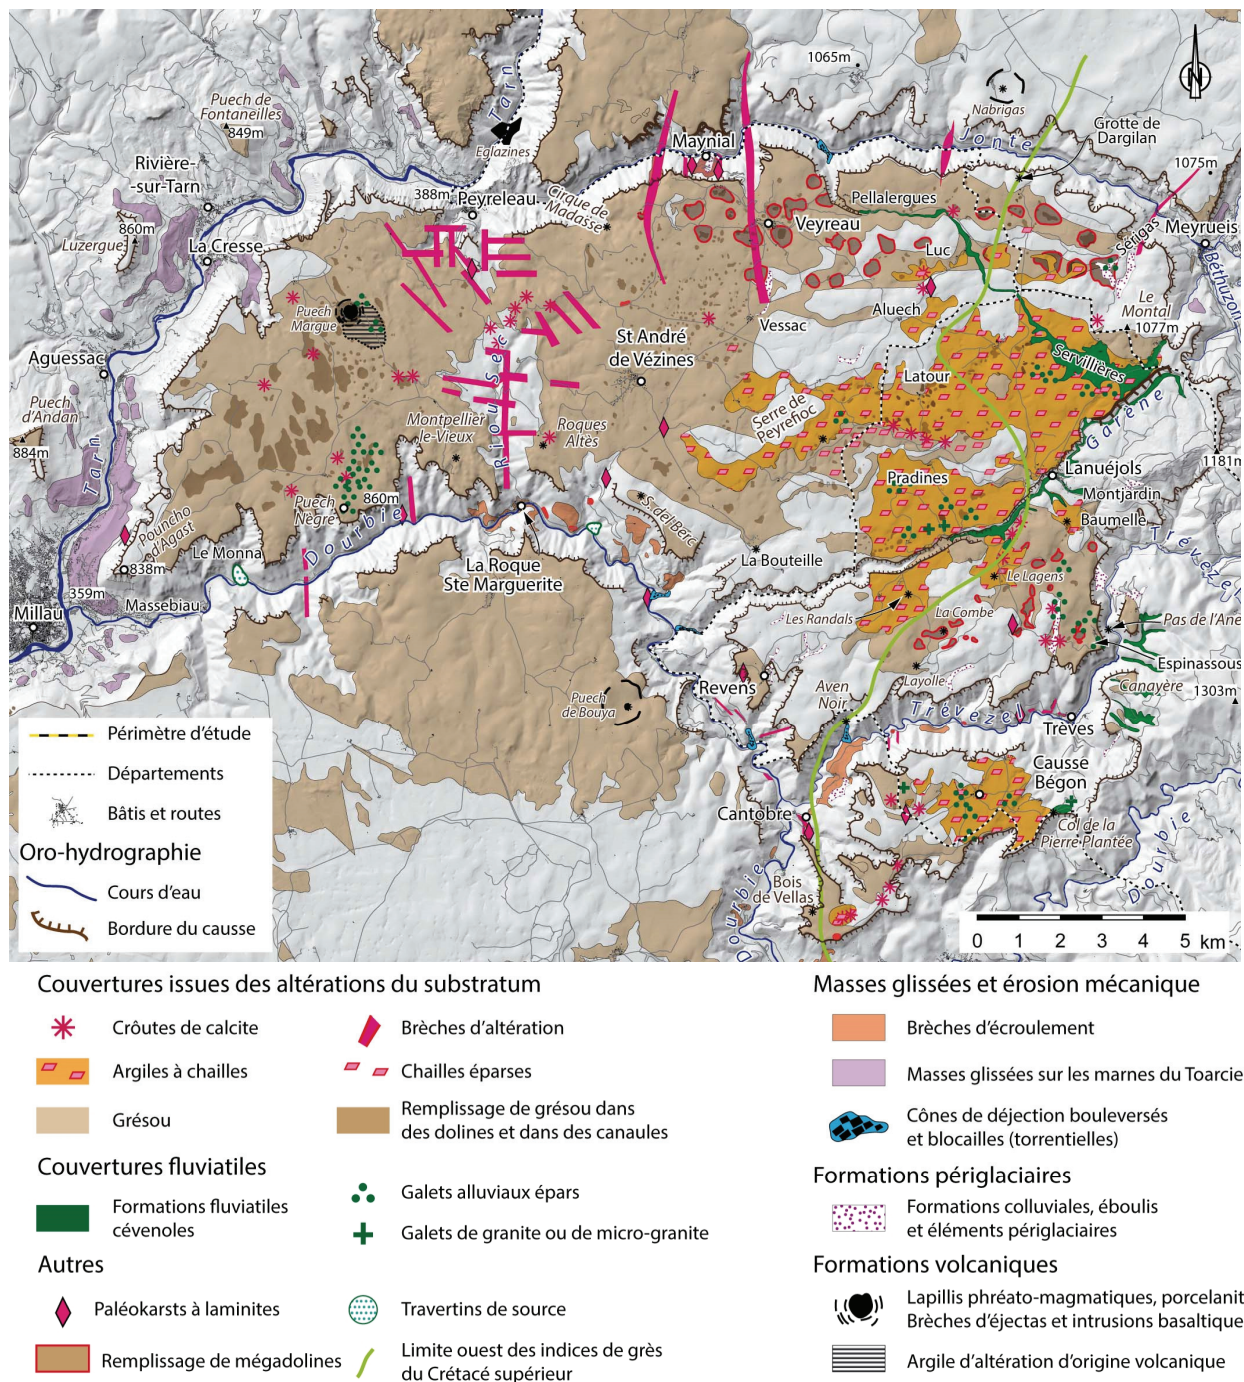 1065m
Nabrigas
N
Tarn
Puech de
Fontaneilles
849m
Eglazines
Maynial
Jonte
Grotte de
Dargilan
1075m
Rivière-
-sur-Tarn
388m
Peyreleau
Cirque de
Madasse
Pellalergues
Veyreau
Luc
Sérigas
Meyrueis
Béthuzon
860m
Luzergue
La Cresse
Puech
Margue
Vessac
Aluech
Le
Montal
1077m
Aguessac
St André
de Vézines
Latour
Servillières
Puech
d'Andan
884m
Tarn
Montpellier
le-Vieux
Riou Sec
Roques
Altès
Serre de
Peyrefioc
Garène
Lanuéjols
1181m
Pradines
Montjardin
Baumelle
860m
Puech
Nègre
S. del Berc
Pouncho
d'Agast
838m
Le Monna
Dourbie
La Roque
Ste Marguerite
La Bouteille
Trévezel
Le Lagens
359m
Massebiau
Millau
Les Randals
La Combe
Pas de l'Ane
Espinassous
Revens
Puech
de Bouya
Aven
Noir
Layolle
Canayère
1303m
Trévezel
Trèves
Causse
Bégon
Cantobre
Col de la
Pierre Plantée
Dourbie
Bois
de Vellas
Dourbie
Périmètre d'étude
Départements
Bâtis et routes
Oro-hydrographie
Cours d'eau
Bordure du causse
0 1 2 3 4 5 km
Couvertures issues des altérations du substratum
Crôutes de calcite
Brèches d'altération
Argiles à chailles
Chailles éparses
Grésou
Remplissage de grésou dans
des dolines et dans des canaules
Couvertures fluviatiles
Formations fluviatiles
cévenoles
Galets alluviaux épars
Galets de granite ou de micro-granite
Autres
Paléokarsts à laminites
Travertins de source
Remplissage de mégadolines
Limite ouest des indices de grès
du Crétacé supérieur
Masses glissées et érosion mécanique
Brèches d'écroulement
Masses glissées sur les marnes du Toarcie
Cônes de déjection bouleversés
et blocailles (torrentielles)
Formations périglaciaires
Formations colluviales, éboulis
et éléments périglaciaires
Formations volcaniques
Lapillis phréato-magmatiques, porcelanit
Brèches d'éjectas et intrusions basaltique
Argile d'altération d'origine volcanique